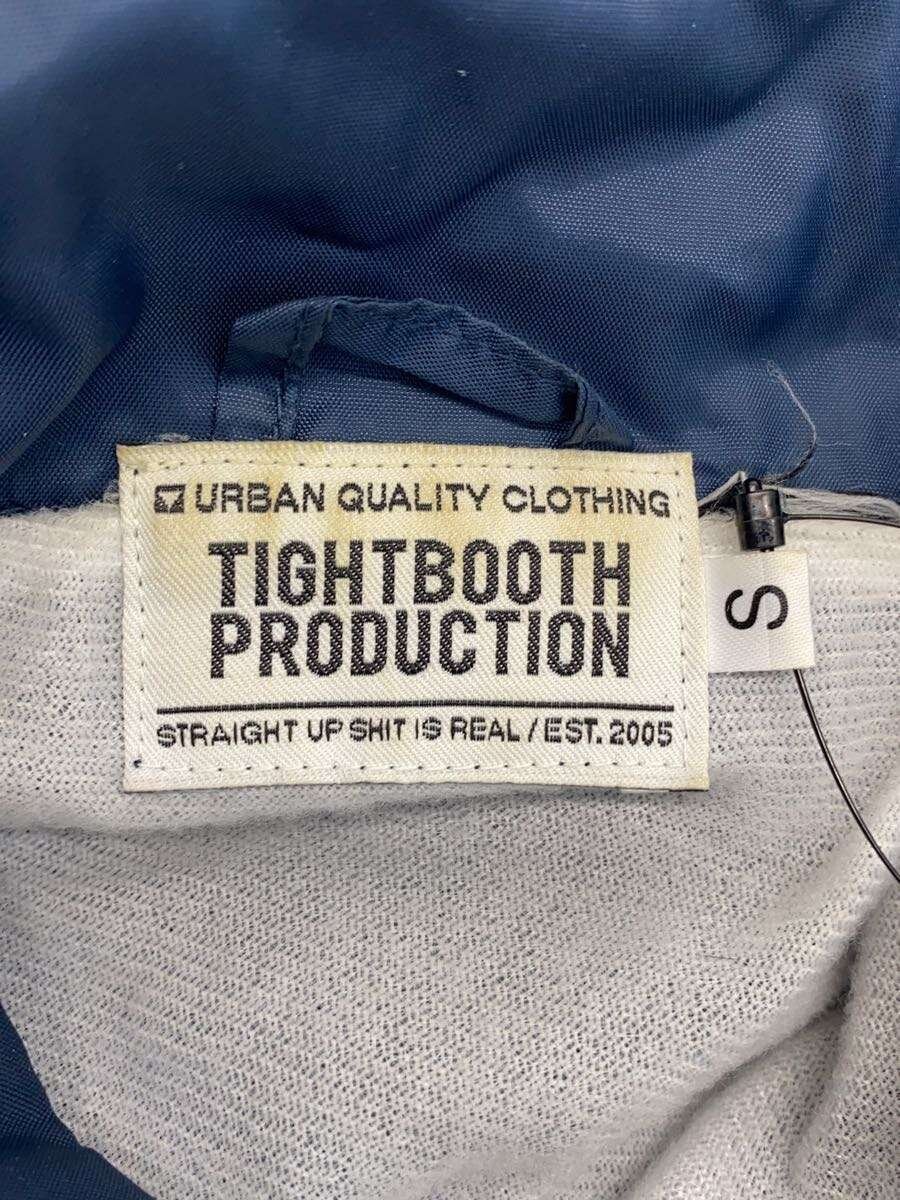 URBAN QUALITY CLOTHING
TIGHTBOOTH
PRODUCTION
STRAIGHT UP SHIT IS REAL / EST. 2005
S